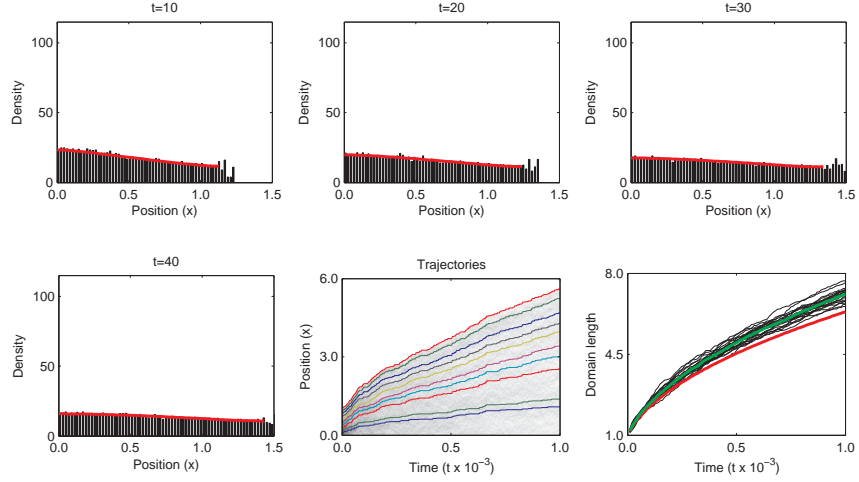 t=10
100
50
0
Density
0.0 0.5 1.0 1.5
Position (x)
t=20
100
50
0
Density
0.0 0.5 1.0 1.5
Position (x)
t=30
100
50
0
Density
0.0 0.5 1.0 1.5
Position (x)
t=40
100
50
0
Density
0.0 0.5 1.0 1.5
Position (x)
Trajectories
6.0
3.0
0.0
Position (x)
0.0 0.5 1.0
Time (t x 10⁻³)
8.0
4.5
1.0
Domain length
0.0 0.5 1.0
Time (t x 10⁻³)